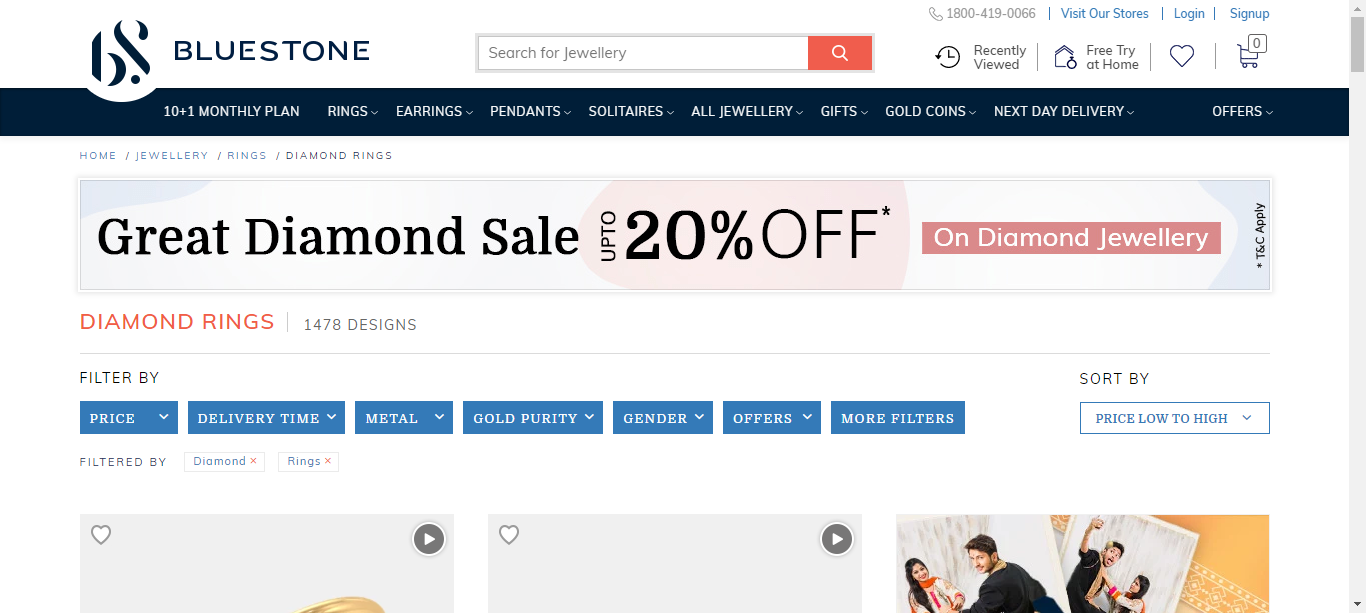 1800-419-0066 Visit Our Stores Login Signup
BLUESTONE
Search for Jewellery
Recently Viewed
Free Try at Home
0
10+1 MONTHLY PLAN RINGS EARRINGS PENDANTS SOLITAIRES ALL JEWELLERY GIFTS GOLD COINS NEXT DAY DELIVERY OFFERS
HOME / JEWELLERY / RINGS / DIAMOND RINGS
Great Diamond Sale UPTO 20% OFF* On Diamond Jewellery * T&C Apply
DIAMOND RINGS 1478 DESIGNS
FILTER BY
SORT BY
PRICE DELIVERY TIME METAL GOLD PURITY GENDER OFFERS MORE FILTERS
PRICE LOW TO HIGH
FILTERED BY Diamond × Rings ×